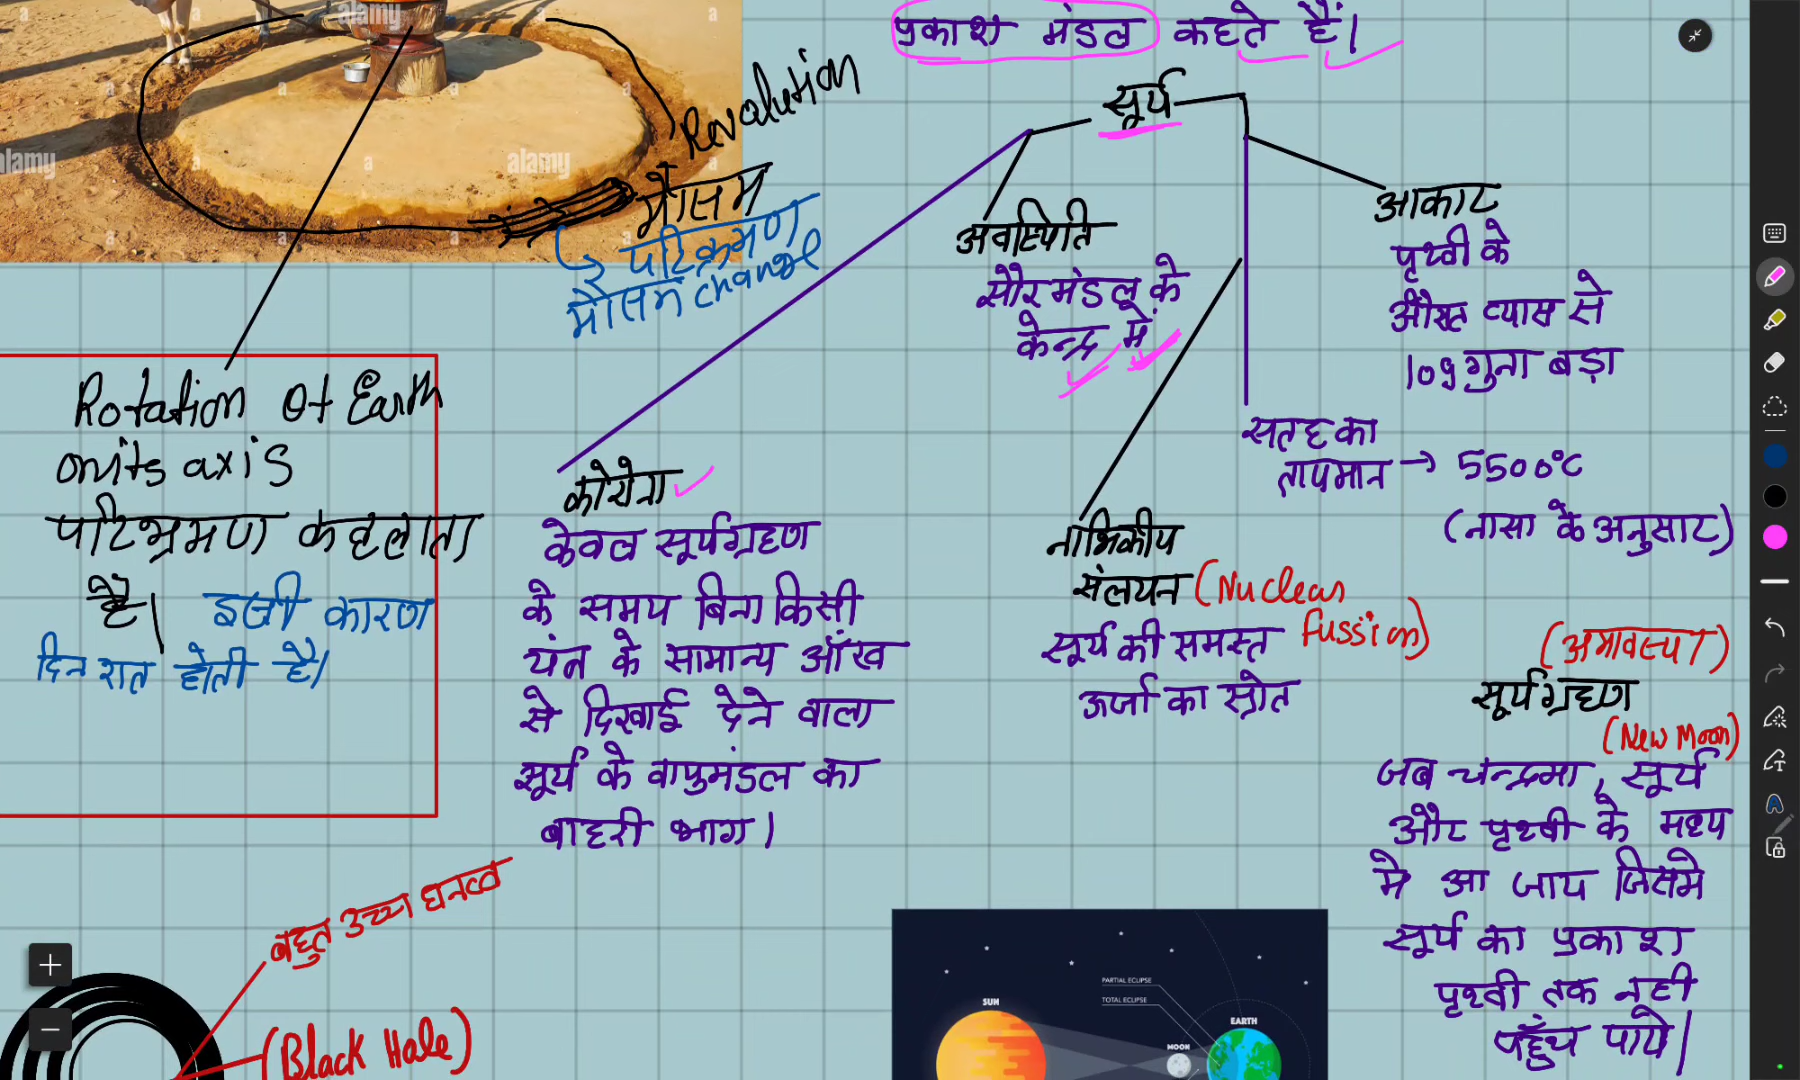 प्रकाश मंडल कहते हैं।
alamy
alamy
alamy
Revolution
मौसम
परिक्रमण
मौसम change
Rotation Of Earth
on its axis
परिभ्रमण कहलाता
है। इसी कारण
दिन रात होती है।
सूर्य
अवस्थिति
सौर मंडल के
केन्द्र में
आकार
पृथ्वी के
औसत व्यास से
109 गुना बड़ा
सतह का
तापमान → 5500°C
(नासा के अनुसार)
कोरोना
केवल सूर्यग्रहण
के समय बिना किसी
यंत्र के सामान्य आँख
से दिखाई देने वाला
सूर्य के वायुमंडल का
बाहरी भाग।
नाभिकीय
संलयन (Nuclear
Fussion)
सूर्य की समस्त
ऊर्जा का स्रोत
(अमावस्या)
सूर्यग्रहण
(New Moon)
जब चन्द्रमा, सूर्य
और पृथ्वी के मध्य
मे आ जाय जिसमे
सूर्य का प्रकाश
पृथ्वी तक नही
पहुँच पाये।
बहुत उच्च घनत्व
(Black Hole)
PARTIAL ECLIPSE
TOTAL ECLIPSE
SUN
EARTH
MOON